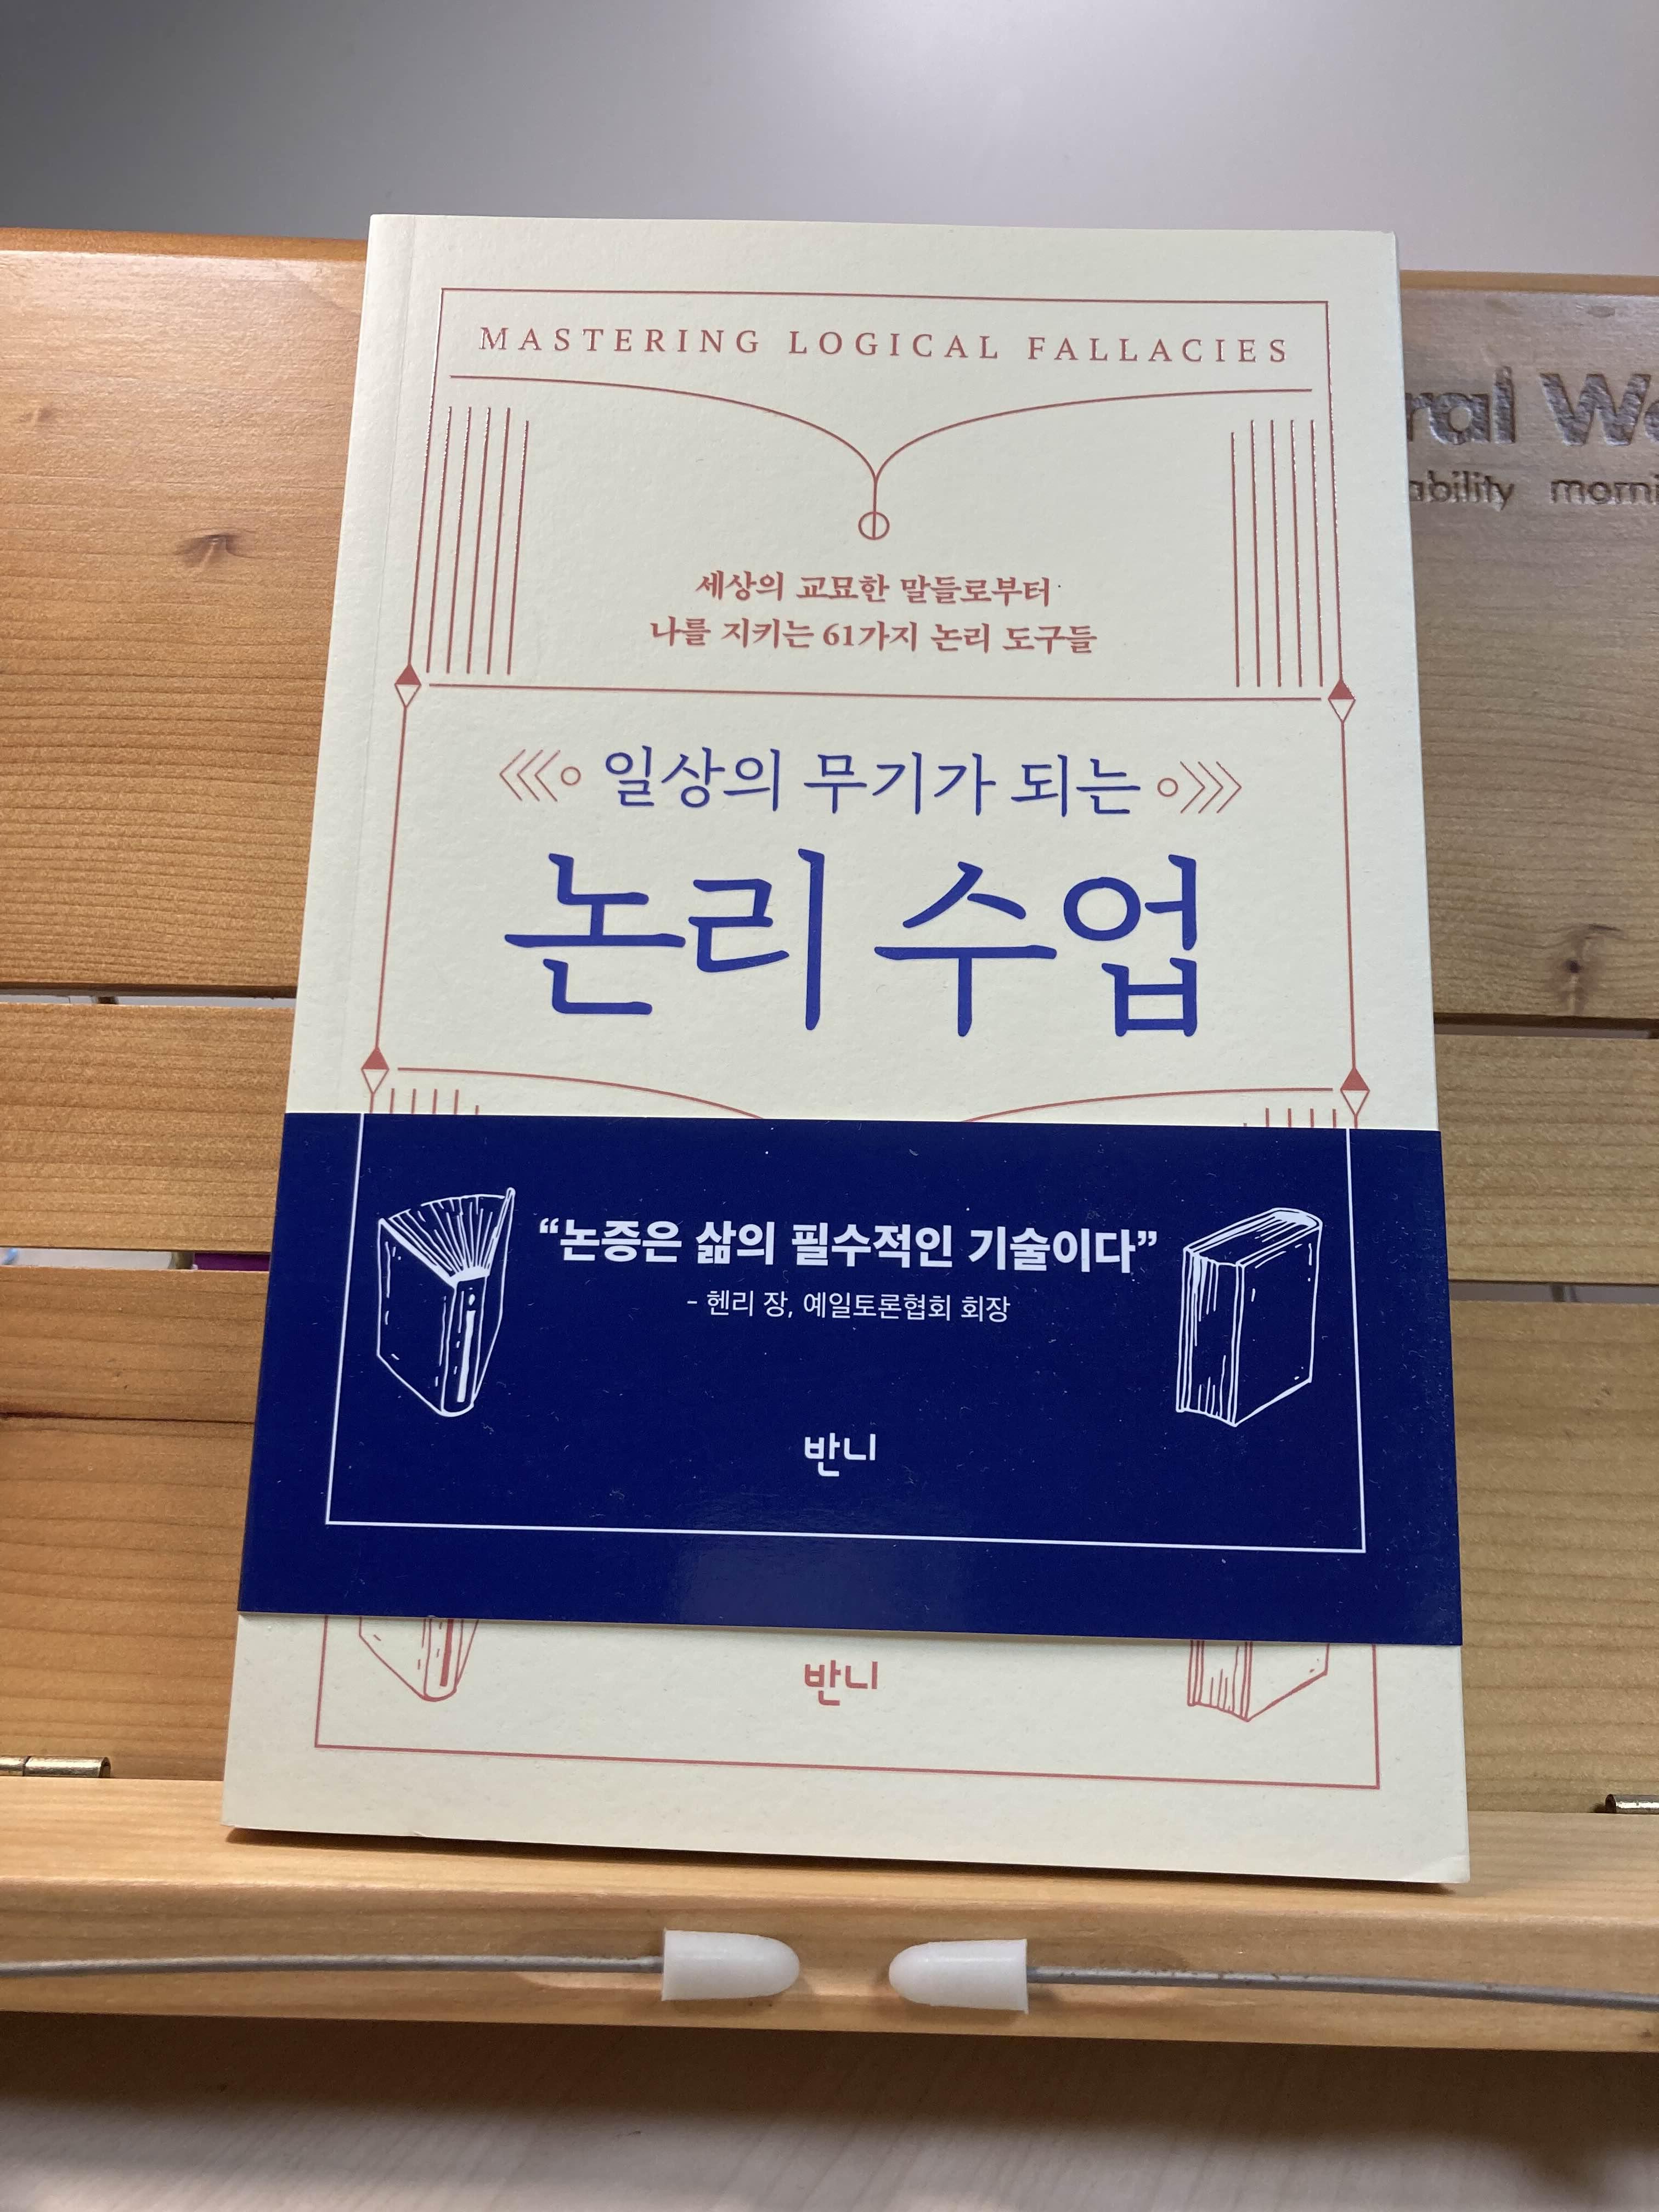 MASTERING LOGICAL FALLACIES
세상의 교묘한 말들로부터
나를 지키는 61가지 논리 도구들
일상의 무기가 되는
논리 수업
“논증은 삶의 필수적인 기술이다”
- 헨리 장, 예일토론협회 회장
반니
반니
ral We
ability morni